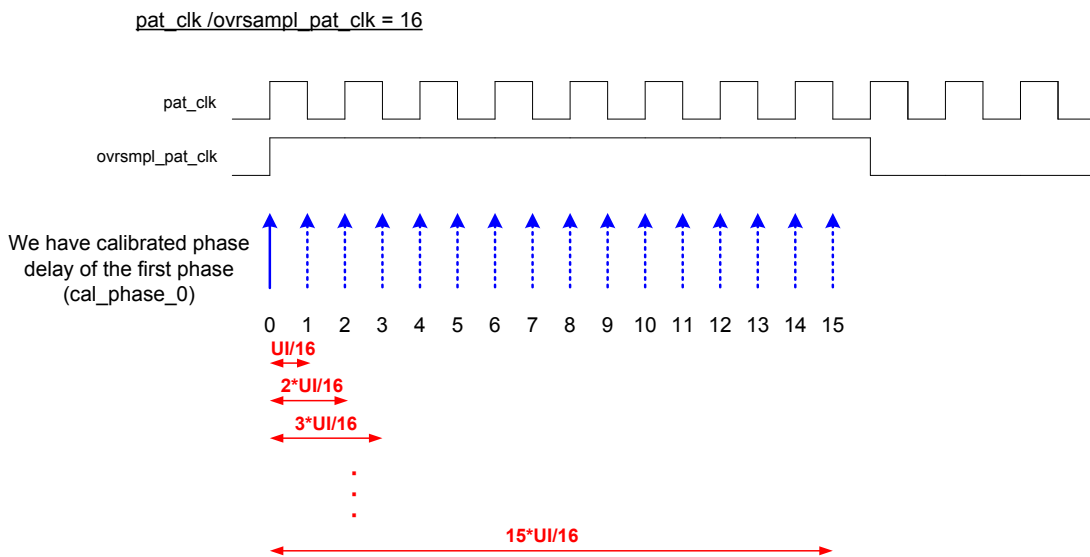 pat_clk /ovrsampl_pat_clk = 16
pat_clk
ovrsmpl_pat_clk
We have calibrated phase
delay of the first phase
(cal_phase_0)
0 1 2 3 4 5 6 7 8 9 10 11 12 13 14 15
UI/16
2*UI/16
3*UI/16
15*UI/16